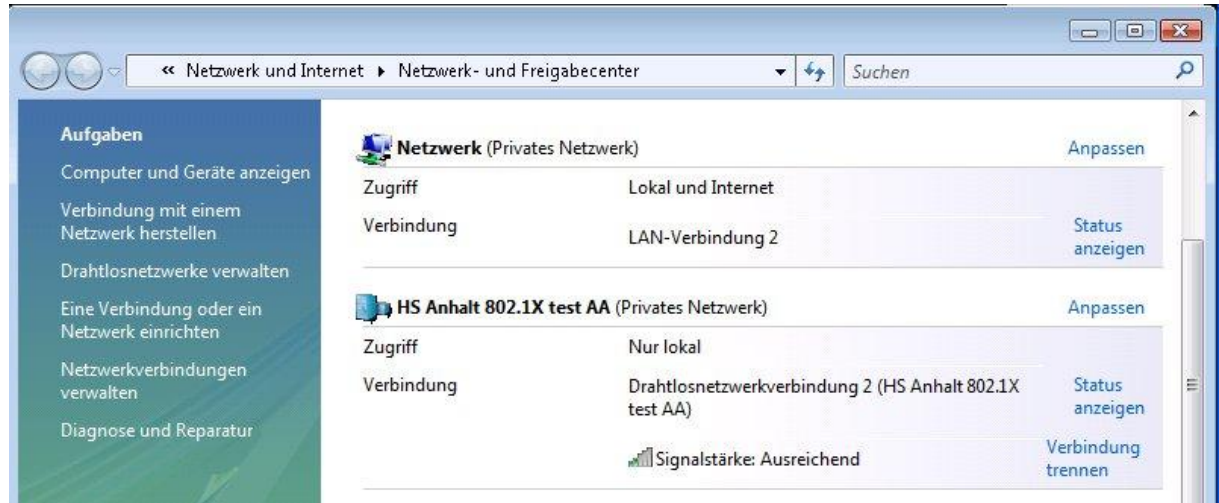 « Netzwerk und Internet ▸ Netzwerk- und Freigabecenter
Suchen
Aufgaben
Computer und Geräte anzeigen
Verbindung mit einem
Netzwerk herstellen
Drahtlosnetzwerke verwalten
Eine Verbindung oder ein
Netzwerk einrichten
Netzwerkverbindungen
verwalten
Diagnose und Reparatur
Netzwerk (Privates Netzwerk)
Anpassen
Zugriff
Lokal und Internet
Verbindung
LAN-Verbindung 2
Status
anzeigen
HS Anhalt 802.1X test AA (Privates Netzwerk)
Anpassen
Zugriff
Nur lokal
Verbindung
Drahtlosnetzwerkverbindung 2 (HS Anhalt 802.1X
test AA)
Status
anzeigen
Signalstärke: Ausreichend
Verbindung
trennen